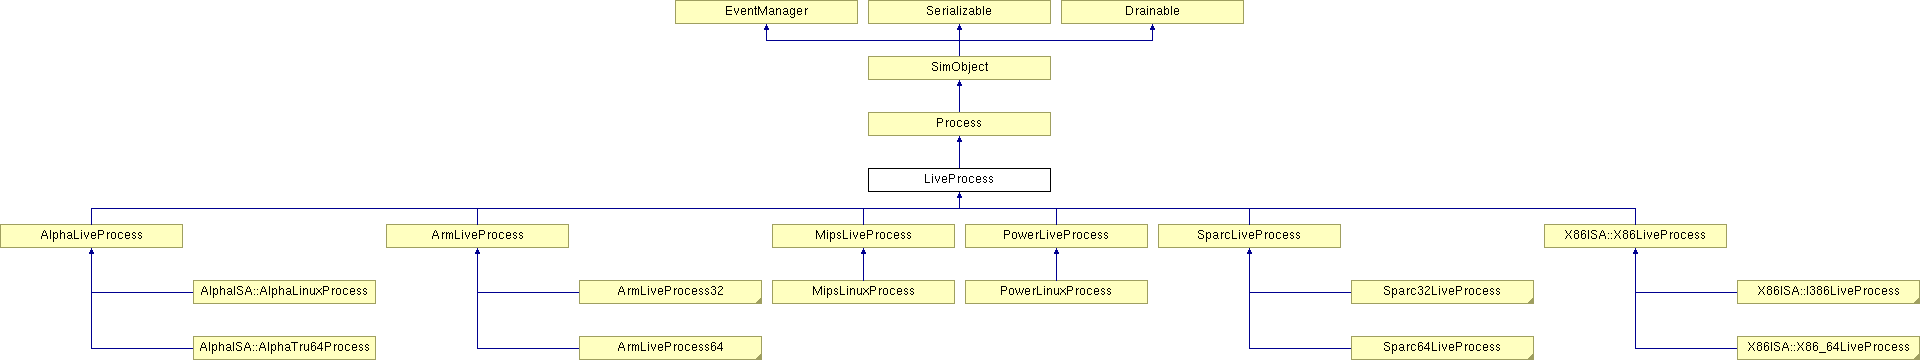 EventManager
Serializable
Drainable
SimObject
Process
LiveProcess
AlphaLiveProcess
ArmLiveProcess
MipsLiveProcess
PowerLiveProcess
SparcLiveProcess
X86ISA::X86LiveProcess
AlphaISA::AlphaLinuxProcess
ArmLiveProcess32
MipsLinuxProcess
PowerLinuxProcess
Sparc32LiveProcess
X86ISA::I386LiveProcess
AlphaISA::AlphaTru64Process
ArmLiveProcess64
Sparc64LiveProcess
X86ISA::X86_64LiveProcess